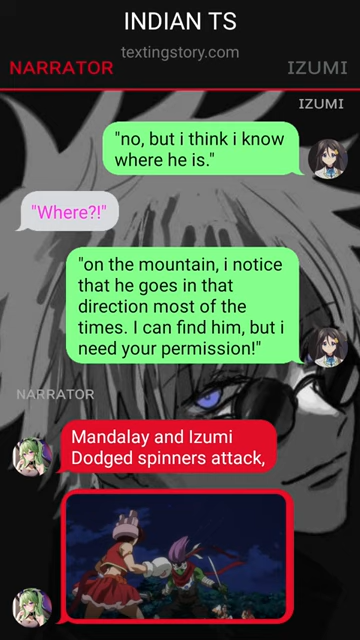 INDIAN TS
textingstory.com
NARRATOR IZUMI
IZUMI
"no, but i think i know
where he is."
"Where?!"
"on the mountain, i notice
that he goes in that
direction most of the
times. I can find him, but i
need your permission!"
NARRATOR
Mandalay and Izumi
Dodged spinners attack,